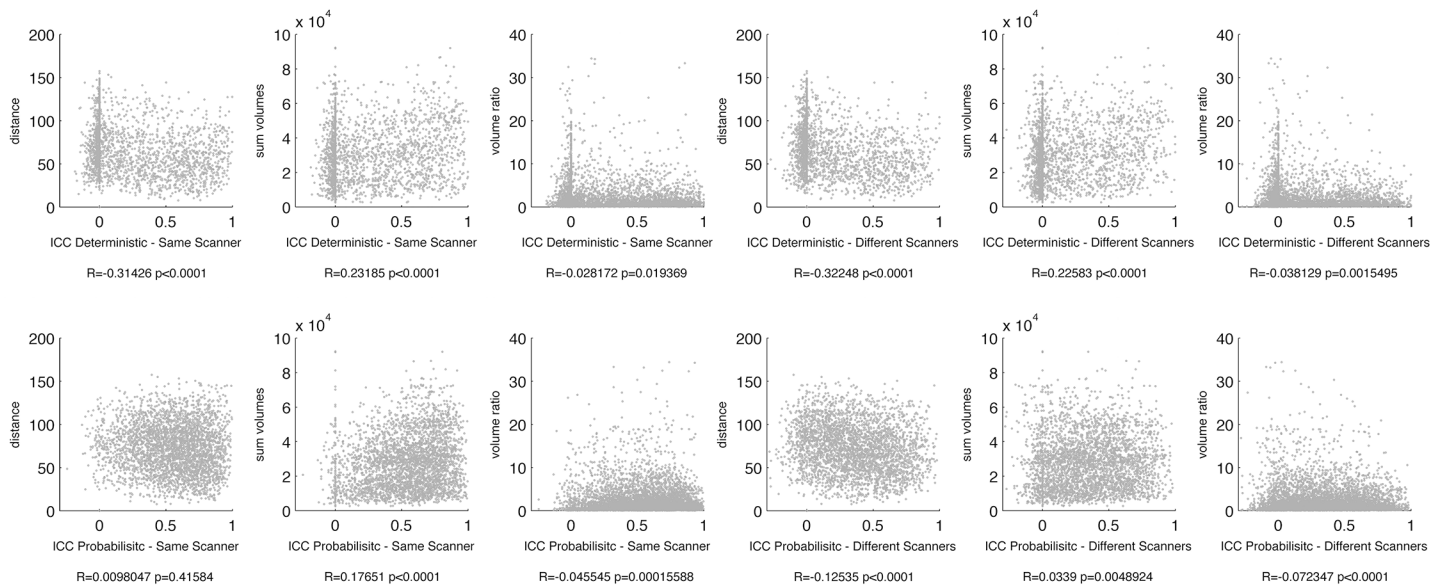 x 10^4 x 10^4
200 10 40 200 10 40
150 8 30 150 8 30
100 6 20 100 6 20
50 4 10 50 4 10
2 2
0 0 0 0 0 0
distance sum volumes volume ratio distance sum volumes volume ratio
0 0.5 1 0 0.5 1 0 0.5 1 0 0.5 1 0 0.5 1 0 0.5 1
ICC Deterministic - Same Scanner ICC Deterministic - Same Scanner ICC Deterministic - Same Scanner ICC Deterministic - Different Scanners ICC Deterministic - Different Scanners ICC Deterministic - Different Scanners
R=-0.31426 p<0.0001 R=0.23185 p<0.0001 R=-0.028172 p=0.019369 R=-0.32248 p<0.0001 R=0.22583 p<0.0001 R=-0.038129 p=0.0015495
x 10^4 x 10^4
200 10 40 200 10 40
150 8 30 150 8 30
100 6 20 100 6 20
50 4 10 50 4 10
2 2
0 0 0 0 0 0
distance sum volumes volume ratio distance sum volumes volume ratio
0 0.5 1 0 0.5 1 0 0.5 1 0 0.5 1 0 0.5 1 0 0.5 1
ICC Probabilisitc - Same Scanner ICC Probabilisitc - Same Scanner ICC Probabilisitc - Same Scanner ICC Probabilisitc - Different Scanners ICC Probabilisitc - Different Scanners ICC Probabilisitc - Different Scanners
R=0.0098047 p=0.41584 R=0.17651 p<0.0001 R=-0.045545 p=0.00015588 R=-0.12535 p<0.0001 R=0.0339 p=0.0048924 R=-0.072347 p<0.0001